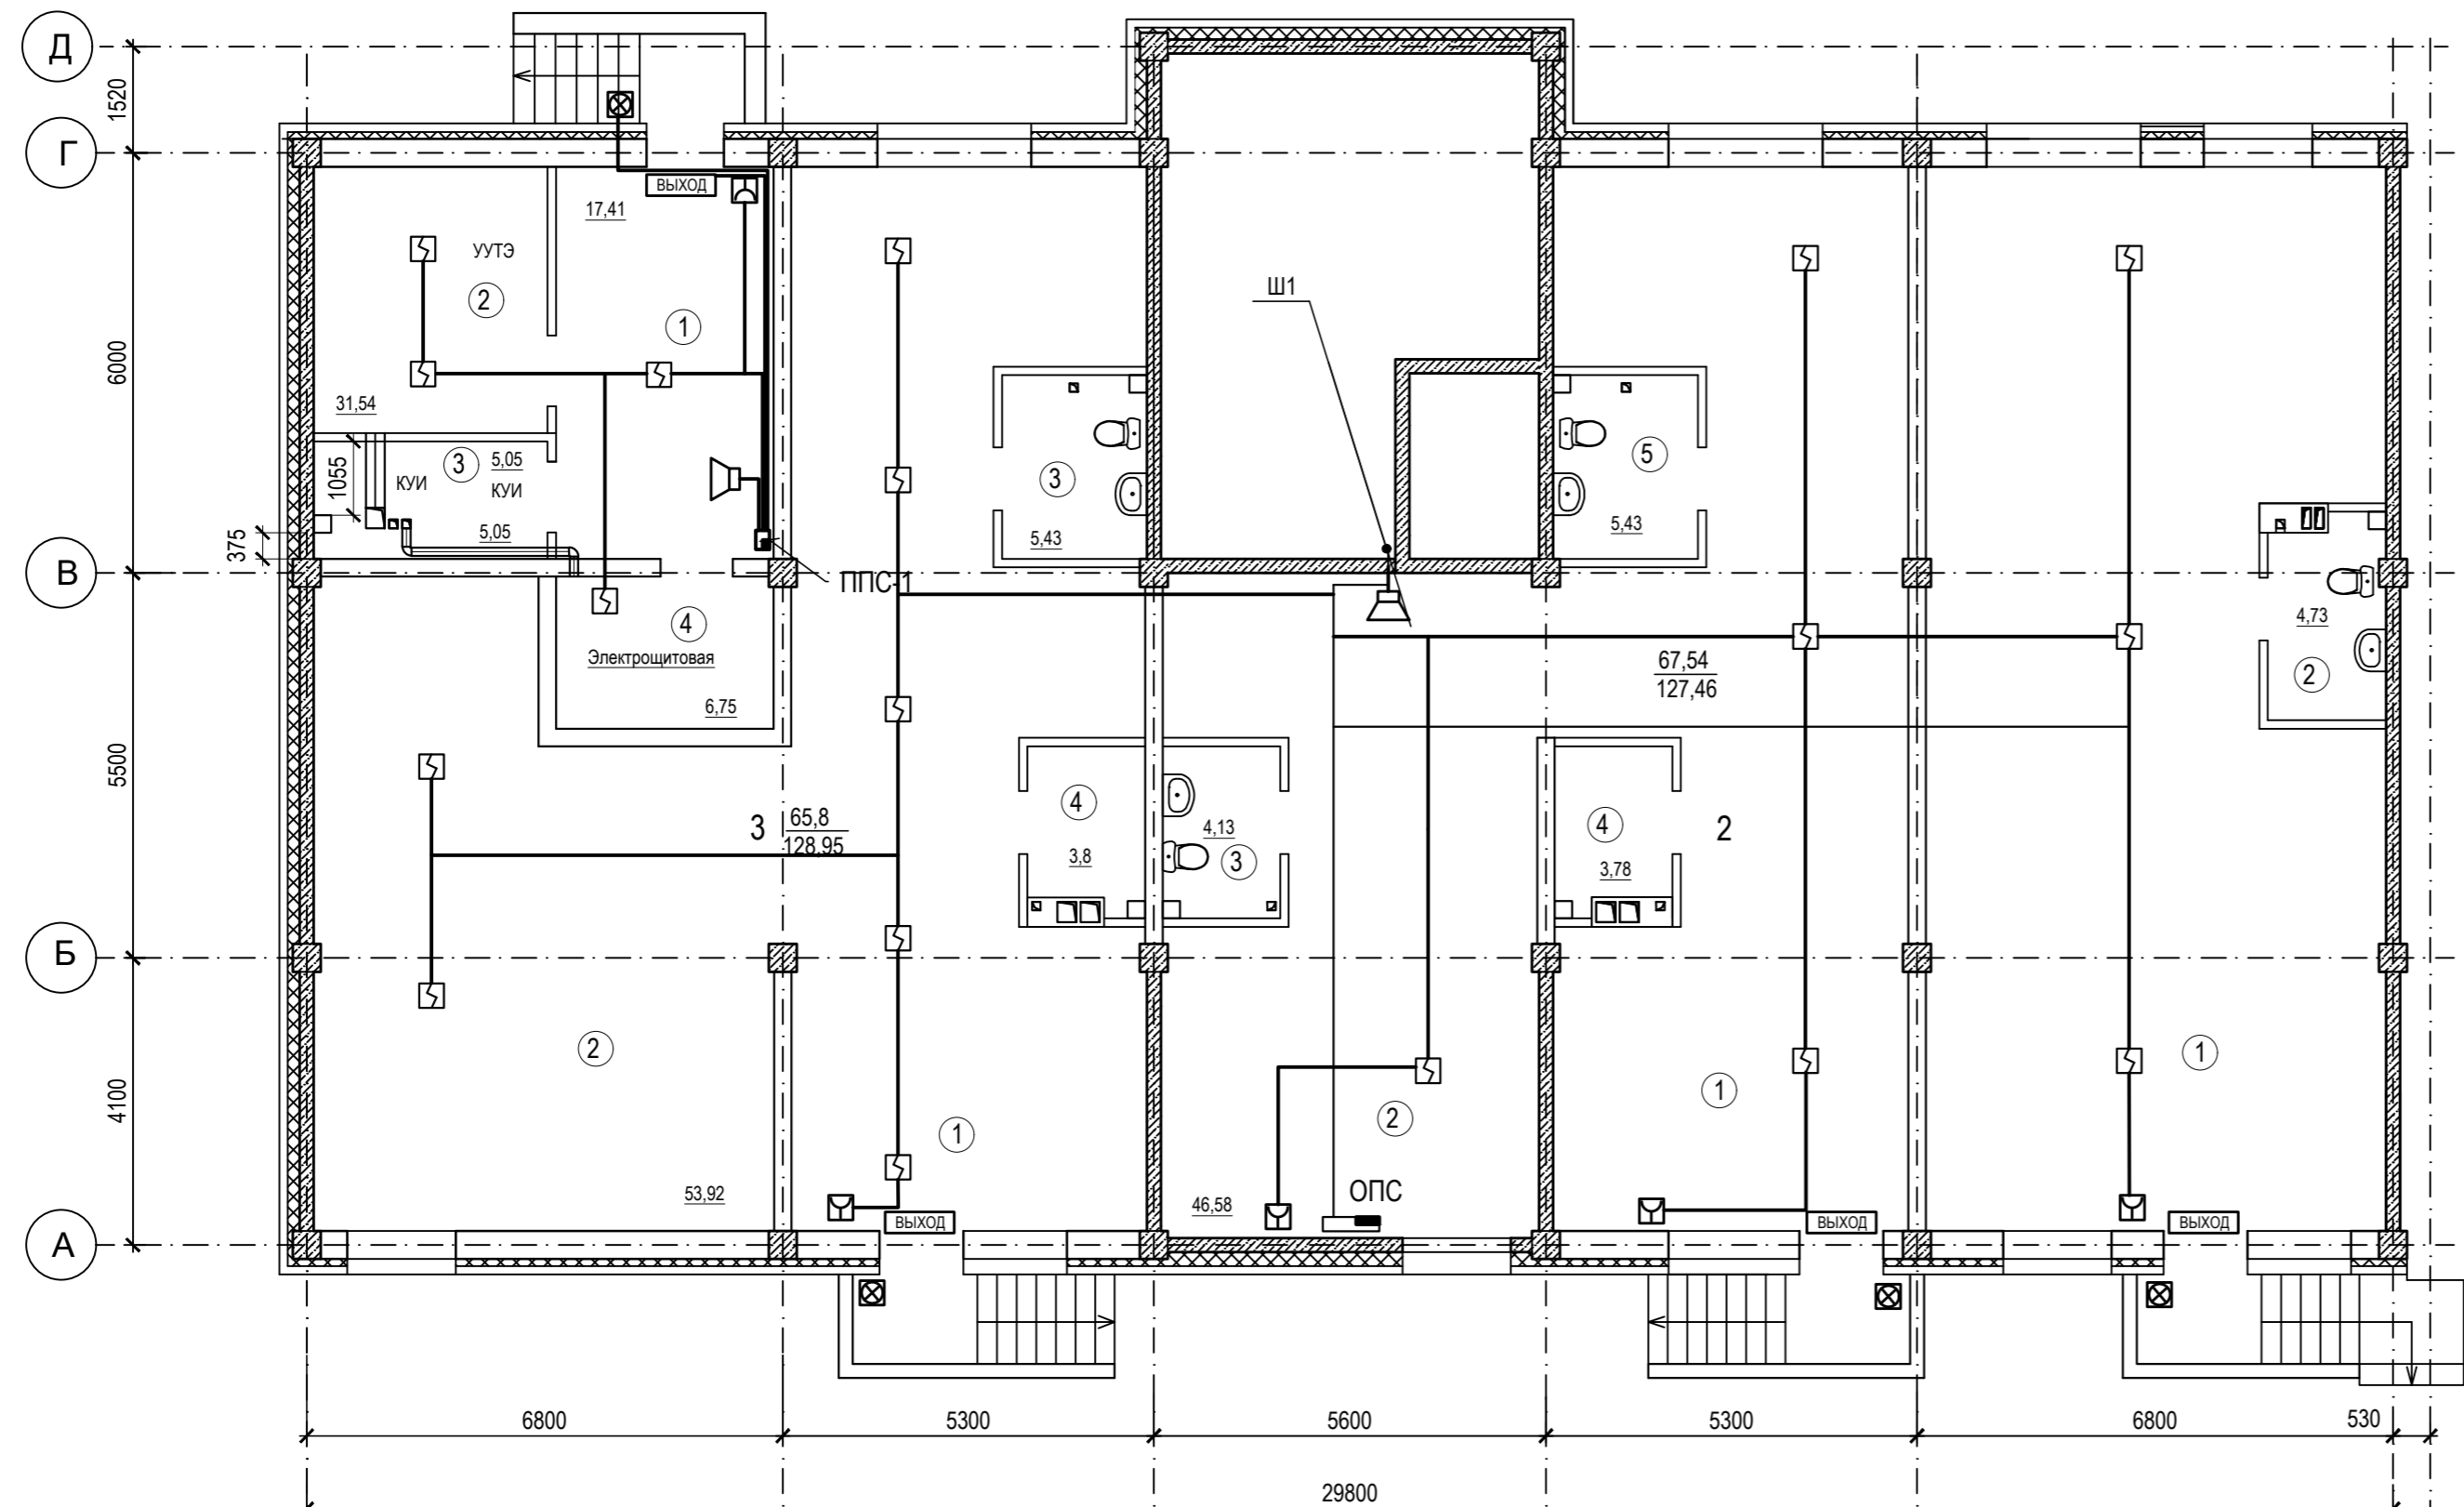 Д
1520
Г
ВЫХОД
17,41
УУТЭ
2
1
Ш1
6000
31,54
3
5,05
КУИ
КУИ
1055
5,05
375
3
5,43
5
5,43
В
ППС-1
4
Электрощитовая
6,75
67,54
127,46
4,73
2
5500
3
65,8
128,95
4
3,8
4,13
3
4
3,78
2
Б
4100
2
1
2
1
1
53,92
46,58
ОПС
ВЫХОД
ВЫХОД
ВЫХОД
А
6800
5300
5600
5300
6800
530
29800